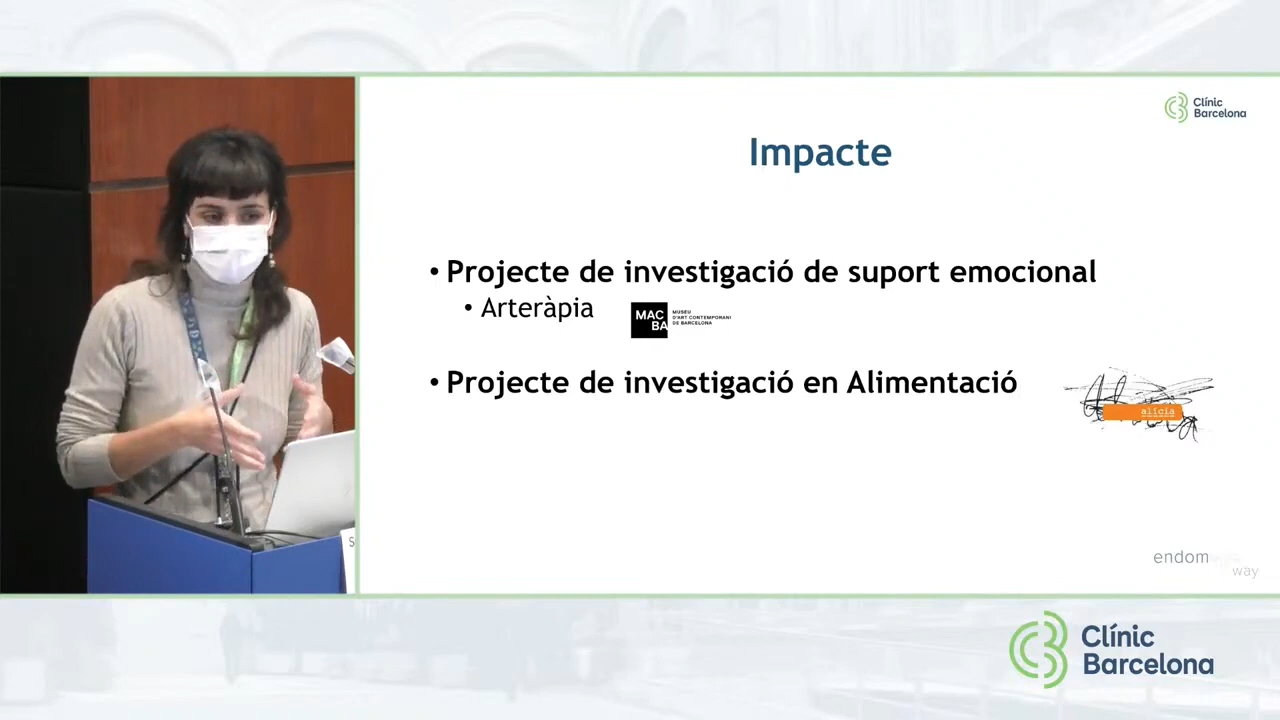 Clínic
Barcelona
Impacte
• Projecte de investigació de suport emocional
• Arteràpia
MAC
BA
MUSEU
D'ART CONTEMPORANI
DE BARCELONA
• Projecte de investigació en Alimentació
alícia
way
S
Clínic
Barcelona